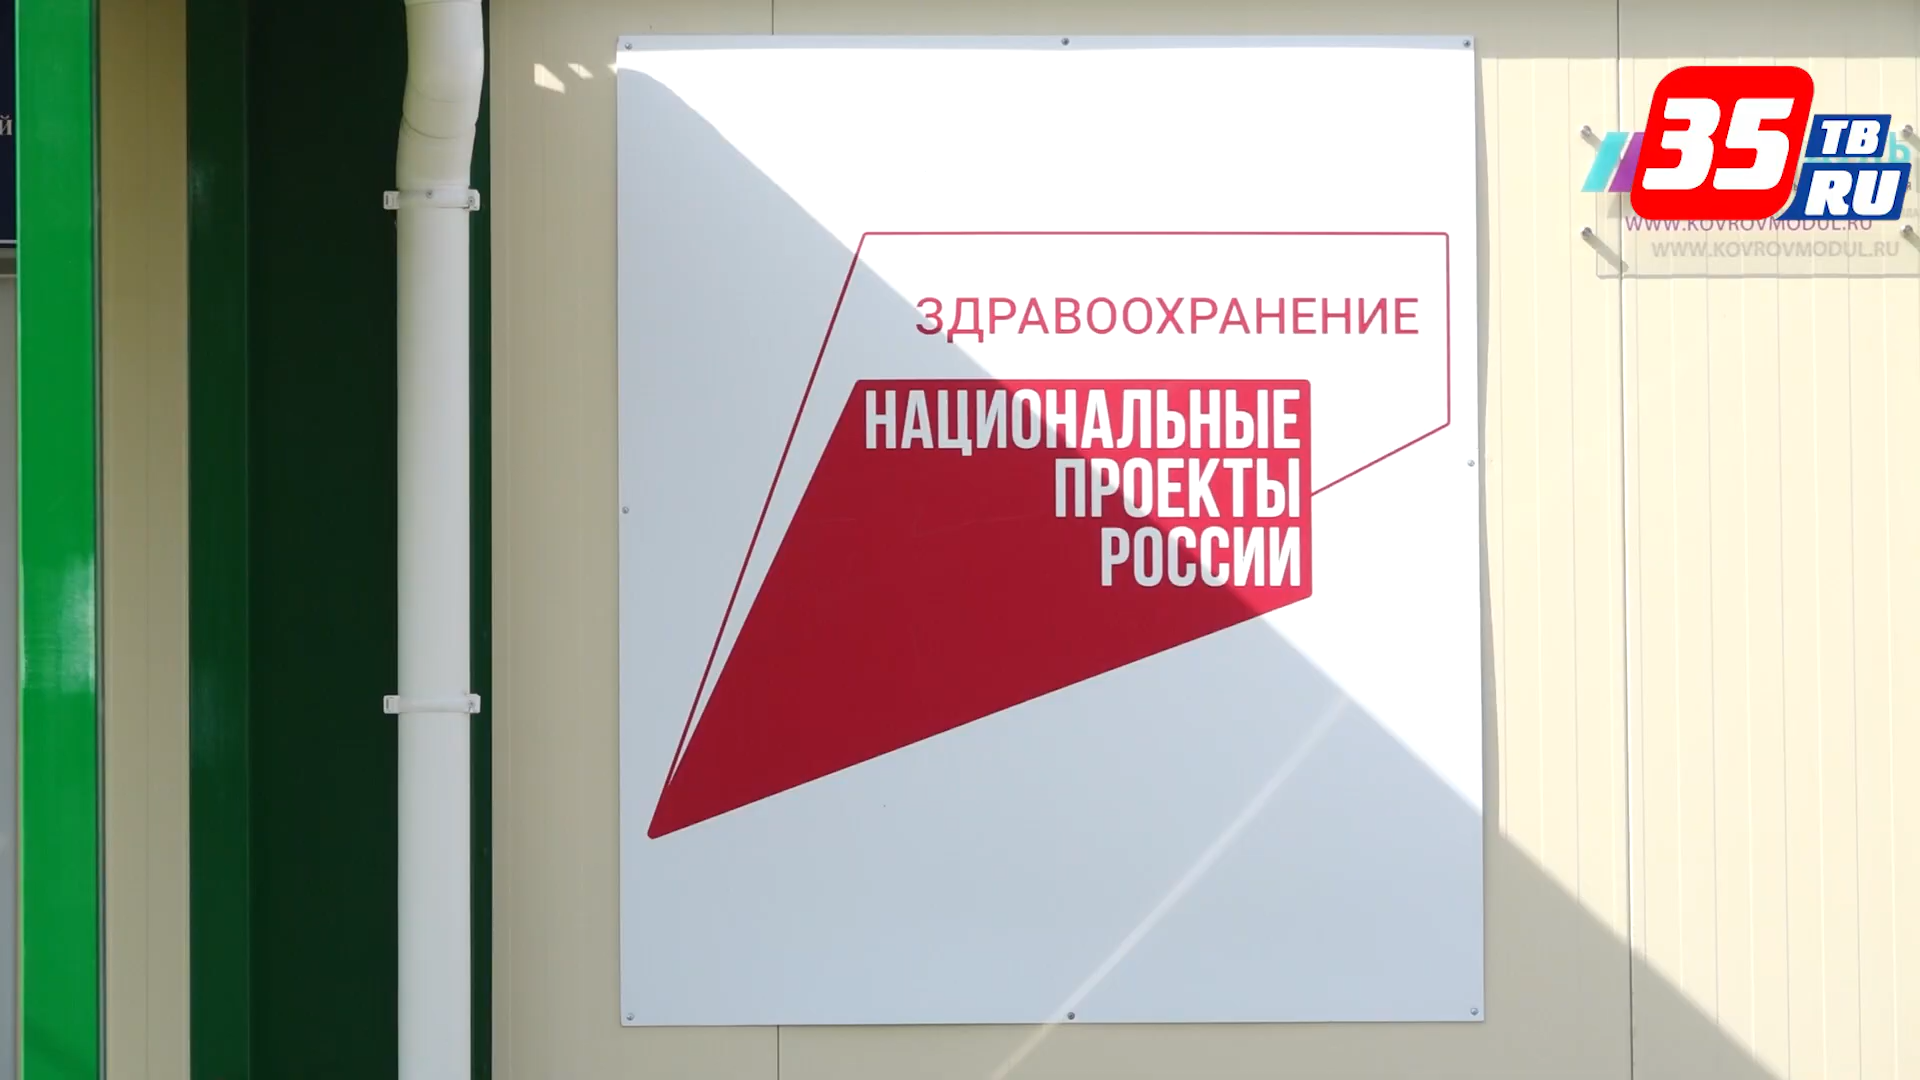 й
35
ТВ
RU
WWW.KOVROVMODUL.RU
WWW.KOVROVMODUL.RU
ЗДРАВООХРАНЕНИЕ
НАЦИОНАЛЬНЫЕ
ПРОЕКТЫ
РОССИИ